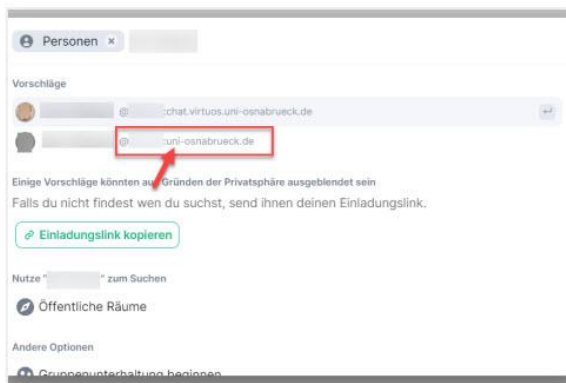 Personen ×
Vorschläge
@ :chat.virtuos.uni-osnabrueck.de
@ :uni-osnabrueck.de
Einige Vorschläge könnten aus Gründen der Privatsphäre ausgeblendet sein
Falls du nicht findest wen du suchst, send ihnen deinen Einladungslink.
Einladungslink kopieren
Nutze " " zum Suchen
Öffentliche Räume
Andere Optionen
Gruppenunterhaltung beginnen